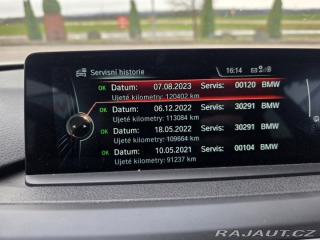 Servisní historie 16:14
OK Datum: 07.08.2023 Servis: 00120 BMW
Ujeté kilometry: 120402 km
OK Datum: 06.12.2022 Servis: 30291 BMW
Ujeté kilometry: 113084 km
OK Datum: 18.05.2022 Servis: 30291 BMW
Ujeté kilometry: 109664 km
OK Datum: 10.05.2021 Servis: 00104 BMW
Ujeté kilometry: 91237 km
RAJAUT.CZ